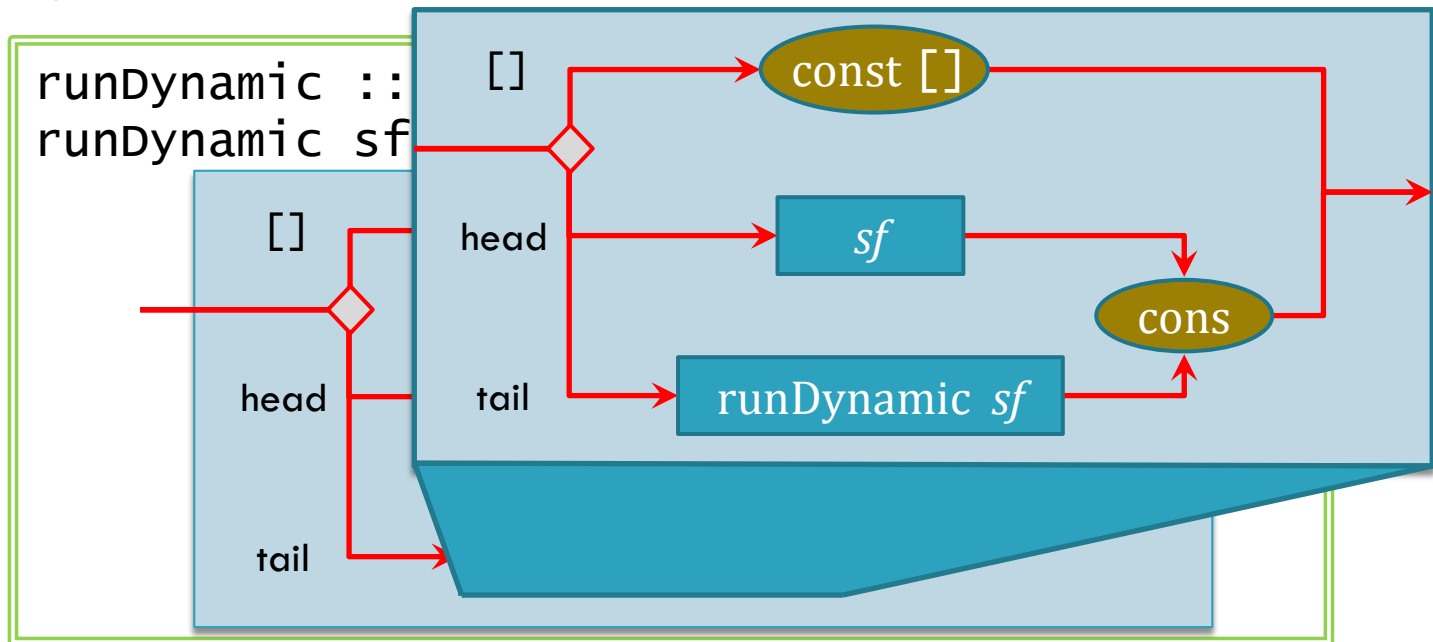 runDynamic ::
runDynamic sf
[]
const []
head
sf
cons
tail
runDynamic sf
[]
head
tail